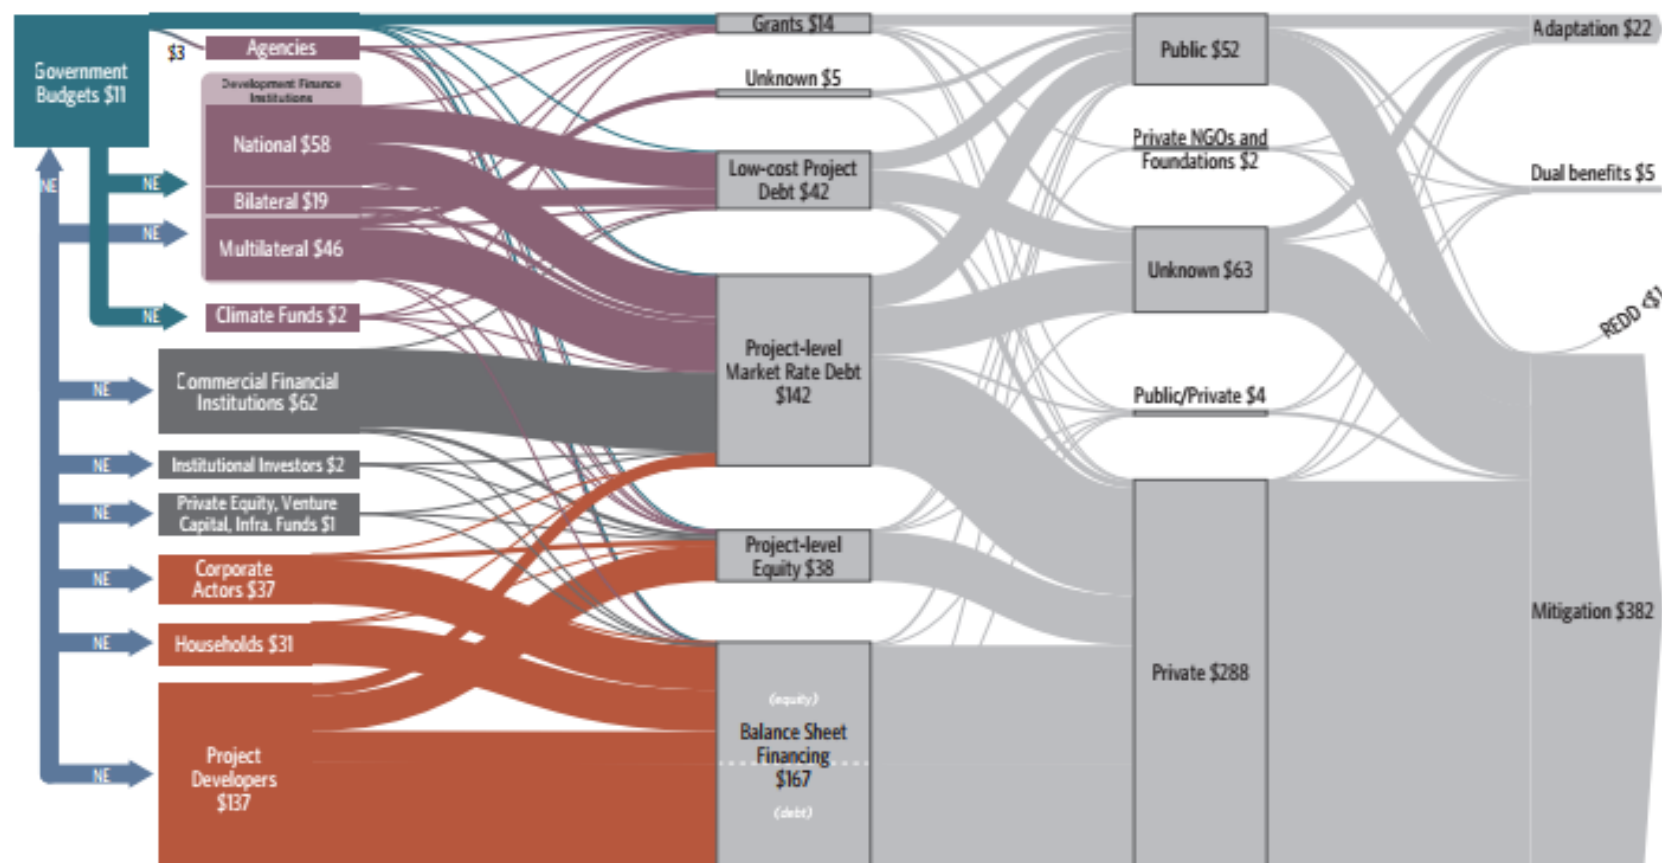 Government
Budgets $11
$3
Agencies
Development Finance
Institutions
National $58
Bilateral $19
Multilateral $46
Climate Funds $2
Commercial Financial
Institutions $62
Institutional Investors $2
Private Equity, Venture
Capital, Infra. Funds $1
Corporate
Actors $37
Households $31
Project
Developers
$137
NE
NE
NE
NE
NE
NE
NE
NE
NE
NE
Grants $14
Unknown $5
Low-cost Project
Debt $42
Project-level
Market Rate Debt
$142
Project-level
Equity $38
(equity)
Balance Sheet
Financing
$167
(debt)
Public $52
Private NGOs and
Foundations $2
Unknown $63
Public/Private $4
Private $288
Adaptation $22
Dual benefits $5
REDD <$1
Mitigation $382